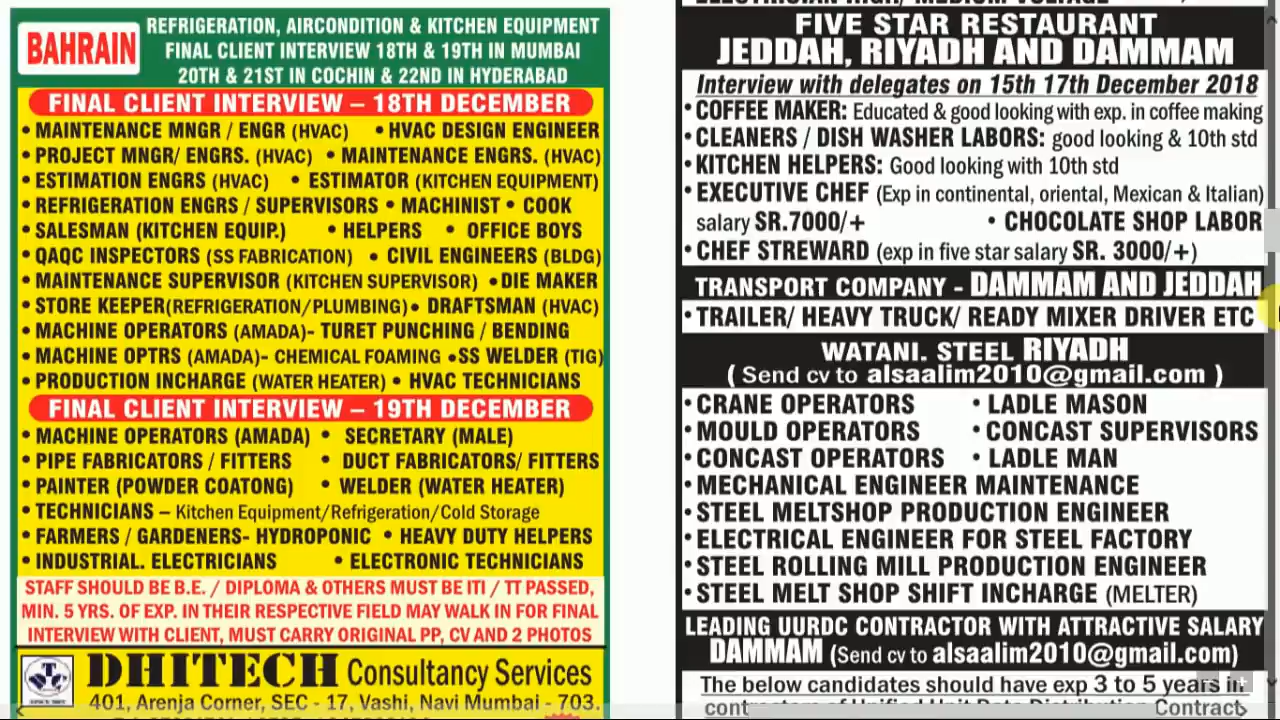 BAHRAIN
REFRIGERATION, AIRCONDITION & KITCHEN EQUIPMENT
FINAL CLIENT INTERVIEW 18TH & 19TH IN MUMBAI
20TH & 21ST IN COCHIN & 22ND IN HYDERABAD
FINAL CLIENT INTERVIEW – 18TH DECEMBER
• MAINTENANCE MNGR / ENGR (HVAC) • HVAC DESIGN ENGINEER
• PROJECT MNGR/ ENGRS. (HVAC) • MAINTENANCE ENGRS. (HVAC)
• ESTIMATION ENGRS (HVAC) • ESTIMATOR (KITCHEN EQUIPMENT)
• REFRIGERATION ENGRS / SUPERVISORS • MACHINIST • COOK
• SALESMAN (KITCHEN EQUIP.) • HELPERS • OFFICE BOYS
• QAQC INSPECTORS (SS FABRICATION) • CIVIL ENGINEERS (BLDG)
• MAINTENANCE SUPERVISOR (KITCHEN SUPERVISOR) • DIE MAKER
• STORE KEEPER(REFRIGERATION/PLUMBING) • DRAFTSMAN (HVAC)
• MACHINE OPERATORS (AMADA)- TURET PUNCHING / BENDING
• MACHINE OPTRS (AMADA)- CHEMICAL FOAMING •SS WELDER (TIG)
• PRODUCTION INCHARGE (WATER HEATER) • HVAC TECHNICIANS
FINAL CLIENT INTERVIEW – 19TH DECEMBER
• MACHINE OPERATORS (AMADA) • SECRETARY (MALE)
• PIPE FABRICATORS / FITTERS • DUCT FABRICATORS/ FITTERS
• PAINTER (POWDER COATONG) • WELDER (WATER HEATER)
• TECHNICIANS – Kitchen Equipment/Refrigeration/Cold Storage
• FARMERS / GARDENERS- HYDROPONIC • HEAVY DUTY HELPERS
• INDUSTRIAL. ELECTRICIANS • ELECTRONIC TECHNICIANS
STAFF SHOULD BE B.E. / DIPLOMA & OTHERS MUST BE ITI / TT PASSED,
MIN. 5 YRS. OF EXP. IN THEIR RESPECTIVE FIELD MAY WALK IN FOR FINAL
INTERVIEW WITH CLIENT, MUST CARRY ORIGINAL PP, CV AND 2 PHOTOS
DHITECH Consultancy Services
401, Arenja Corner, SEC - 17, Vashi, Navi Mumbai - 703.
FIVE STAR RESTAURANT
JEDDAH, RIYADH AND DAMMAM
Interview with delegates on 15th 17th December 2018
• COFFEE MAKER: Educated & good looking with exp. in coffee making
• CLEANERS / DISH WASHER LABORS: good looking & 10th std
• KITCHEN HELPERS: Good looking with 10th std
• EXECUTIVE CHEF (Exp in continental, oriental, Mexican & Italian)
salary SR.7000/+ • CHOCOLATE SHOP LABOR
• CHEF STREWARD (exp in five star salary SR. 3000/+)
TRANSPORT COMPANY - DAMMAM AND JEDDAH
• TRAILER/ HEAVY TRUCK/ READY MIXER DRIVER ETC
WATANI. STEEL RIYADH
( Send cv to alsaalim2010@gmail.com )
• CRANE OPERATORS • LADLE MASON
• MOULD OPERATORS • CONCAST SUPERVISORS
• CONCAST OPERATORS • LADLE MAN
• MECHANICAL ENGINEER MAINTENANCE
• STEEL MELTSHOP PRODUCTION ENGINEER
• ELECTRICAL ENGINEER FOR STEEL FACTORY
• STEEL ROLLING MILL PRODUCTION ENGINEER
• STEEL MELT SHOP SHIFT INCHARGE (MELTER)
LEADING UURDC CONTRACTOR WITH ATTRACTIVE SALARY
DAMMAM (Send cv to alsaalim2010@gmail.com)
The below candidates should have exp 3 to 5 years in